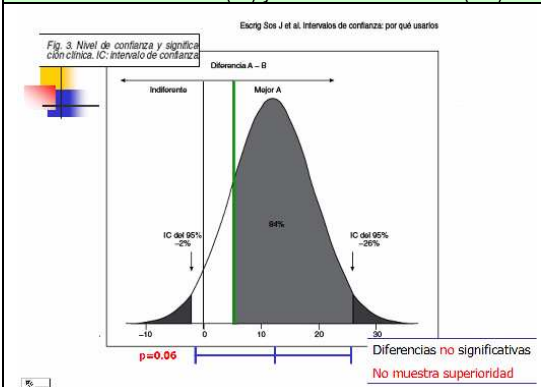 Escrig Sos J et al. Intervalos de confianza: por qué usarlos
Fig. 3. Nivel de confianza y significa
ción clínica. IC: intervalo de confianza
Diferencia A – B
Indiferente
Mejor A
84%
IC del 95%
–2%
IC del 95%
–26%
–10
0
10
20
30
p=0.06
Diferencias no significativas
No muestra superioridad